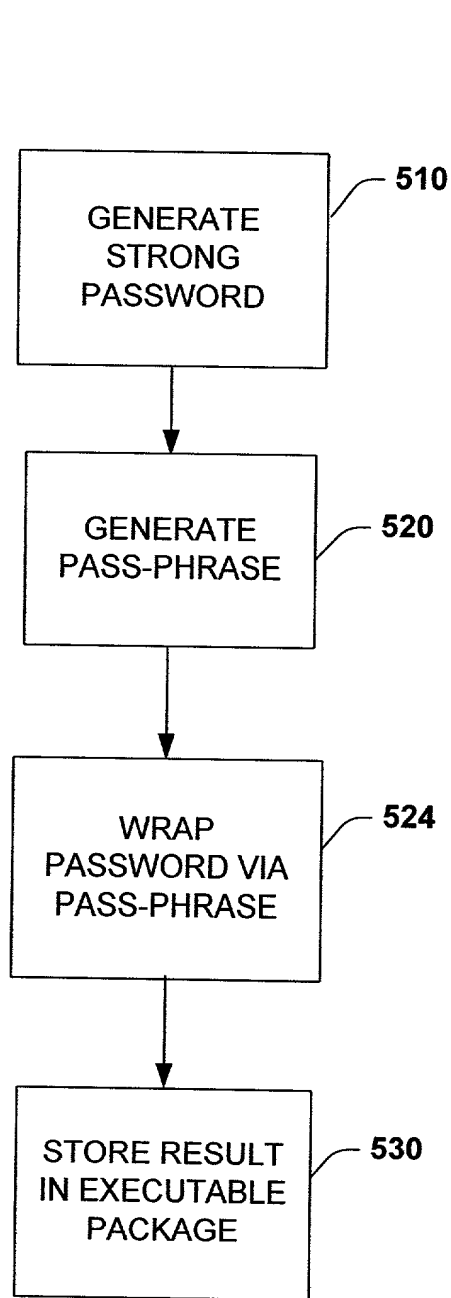 GENERATE
STRONG
PASSWORD
510
GENERATE
PASS-PHRASE
520
WRAP
PASSWORD VIA
PASS-PHRASE
524
STORE RESULT
IN EXECUTABLE
PACKAGE
530